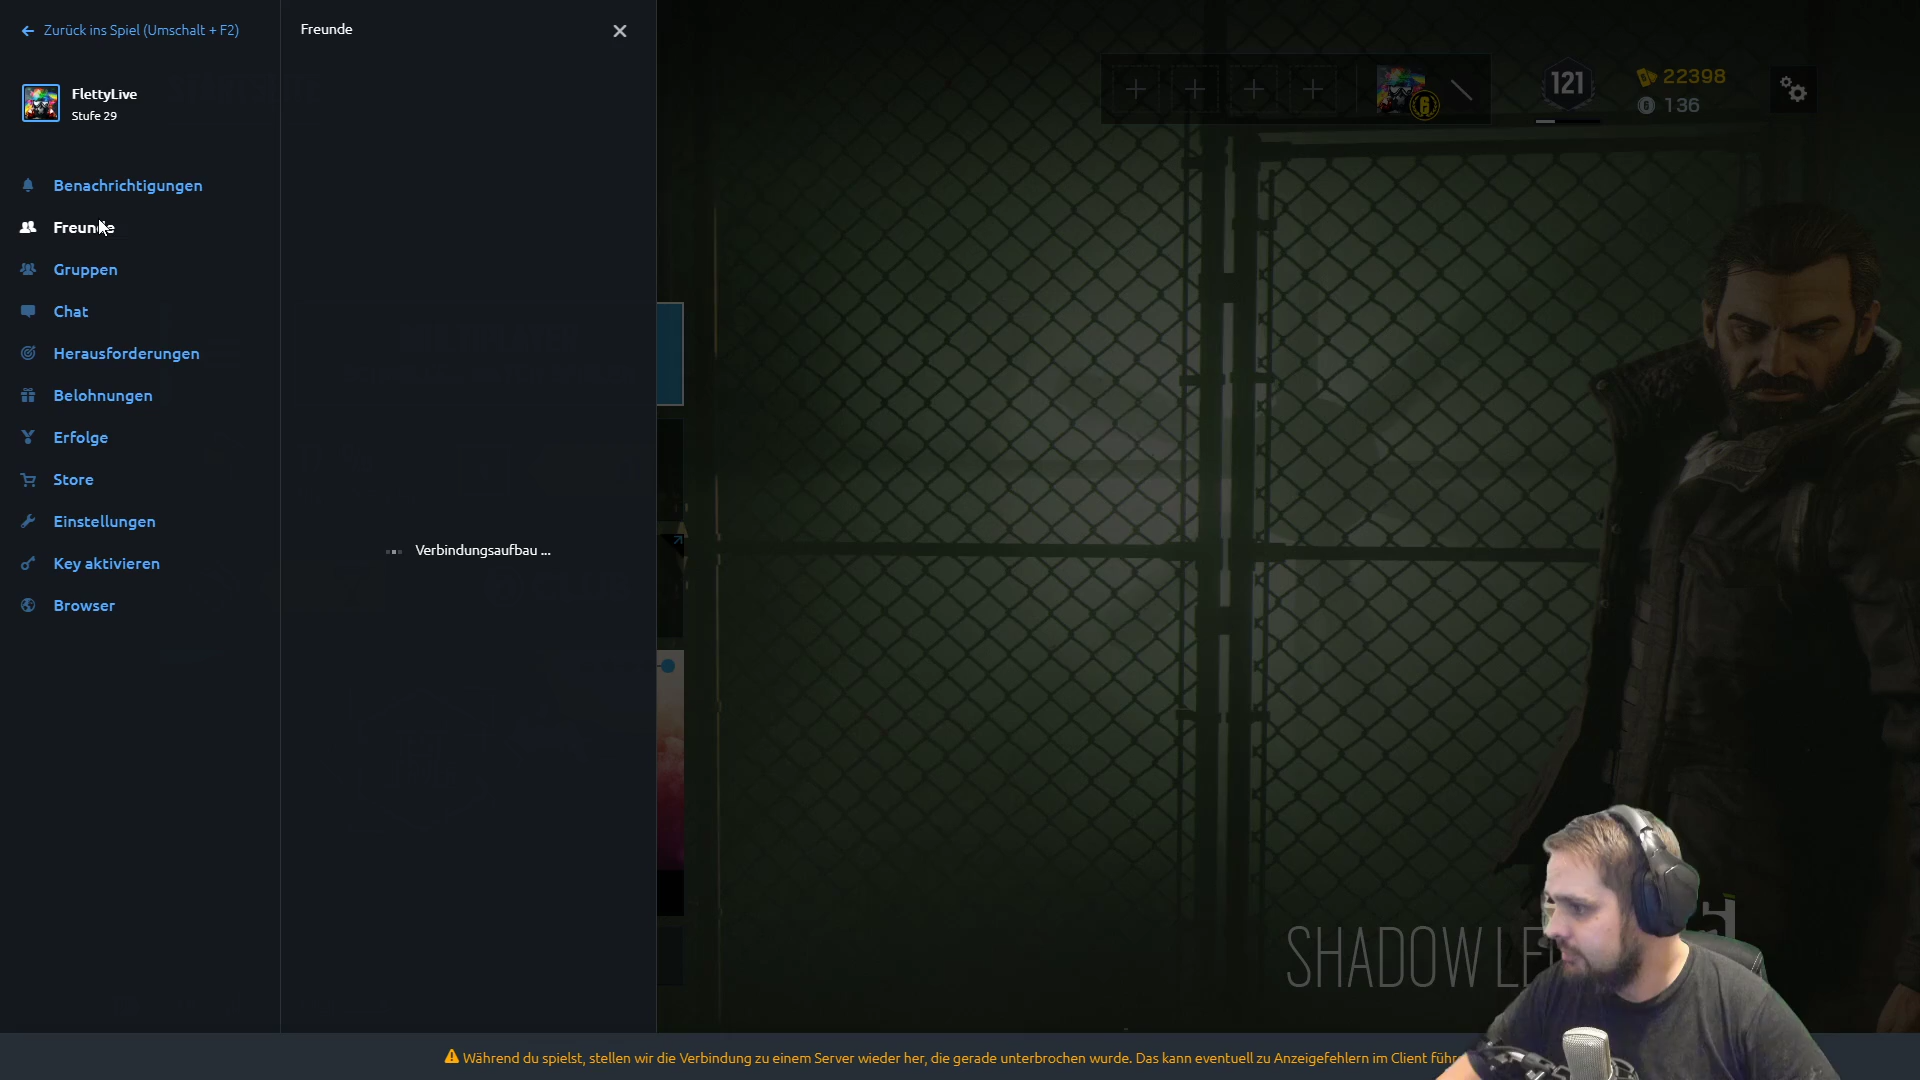 Zurück ins Spiel (Umschalt + F2)
FlettyLive
Stufe 29
Benachrichtigungen
Freunde
Gruppen
Chat
Herausforderungen
Belohnungen
Erfolge
Store
Einstellungen
Key aktivieren
Browser
Freunde
Verbindungsaufbau ...
121
22398
136
SHADOW
Während du spielst, stellen wir die Verbindung zu einem Server wieder her, die gerade unterbrochen wurde. Das kann eventuell zu Anzeigefehlern im Client